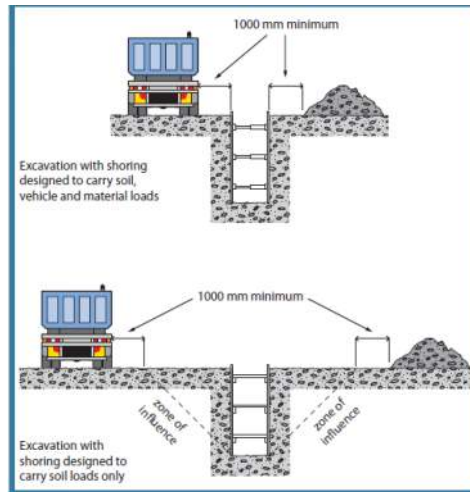 1000 mm minimum
Excavation with shoring
designed to carry soil,
vehicle and material loads
1000 mm minimum
zone of
influence
zone of
influence
Excavation with
shoring designed to
carry soil loads only